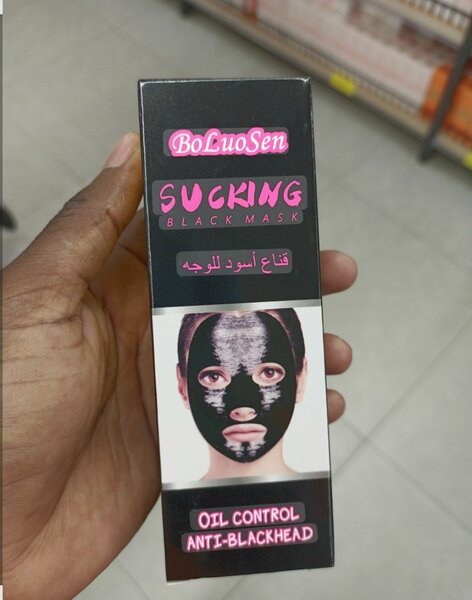 BoLuoSen
SUCKING
BLACK MASK
قناع أسود للوجه
OIL CONTROL
ANTI-BLACKHEAD